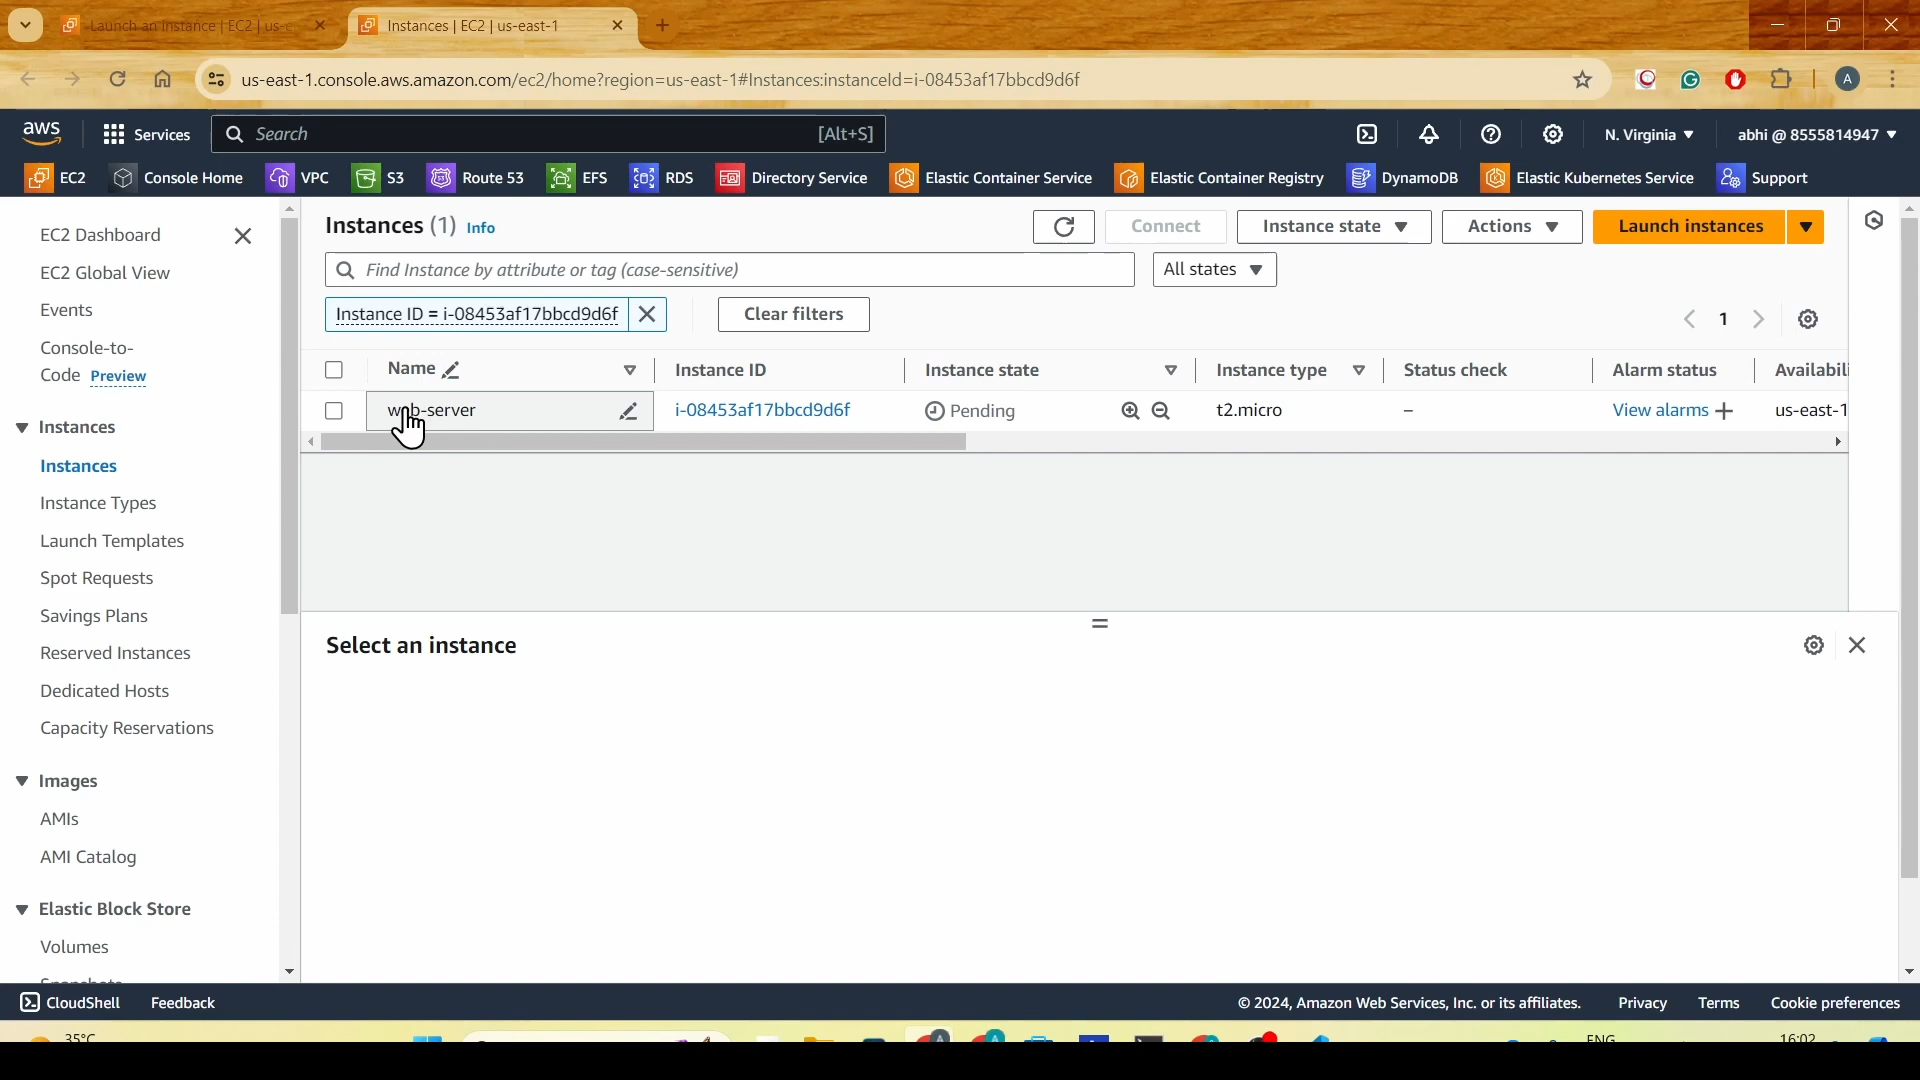 Launch an instance | EC2 | us-e
Instances | EC2 | us-east-1
us-east-1.console.aws.amazon.com/ec2/home?region=us-east-1#Instances:instanceId=i-08453af17bbcd9d6f
A
aws
Services
Search
[Alt+S]
N. Virginia
abhi @ 8555814947
EC2
Console Home
VPC
S3
Route 53
EFS
RDS
Directory Service
Elastic Container Service
Elastic Container Registry
DynamoDB
Elastic Kubernetes Service
Support
EC2 Dashboard
EC2 Global View
Events
Console-to-
Code Preview
Instances
Instances
Instance Types
Launch Templates
Spot Requests
Savings Plans
Reserved Instances
Dedicated Hosts
Capacity Reservations
Images
AMIs
AMI Catalog
Elastic Block Store
Volumes
Snapshots
Instances (1) Info
Connect
Instance state
Actions
Launch instances
Find Instance by attribute or tag (case-sensitive)
All states
Instance ID = i-08453af17bbcd9d6f
Clear filters
1
Name
Instance ID
Instance state
Instance type
Status check
Alarm status
Availabili
web-server
i-08453af17bbcd9d6f
Pending
t2.micro
–
View alarms +
us-east-1
Select an instance
CloudShell
Feedback
© 2024, Amazon Web Services, Inc. or its affiliates.
Privacy
Terms
Cookie preferences
35°C
ENG
16:02